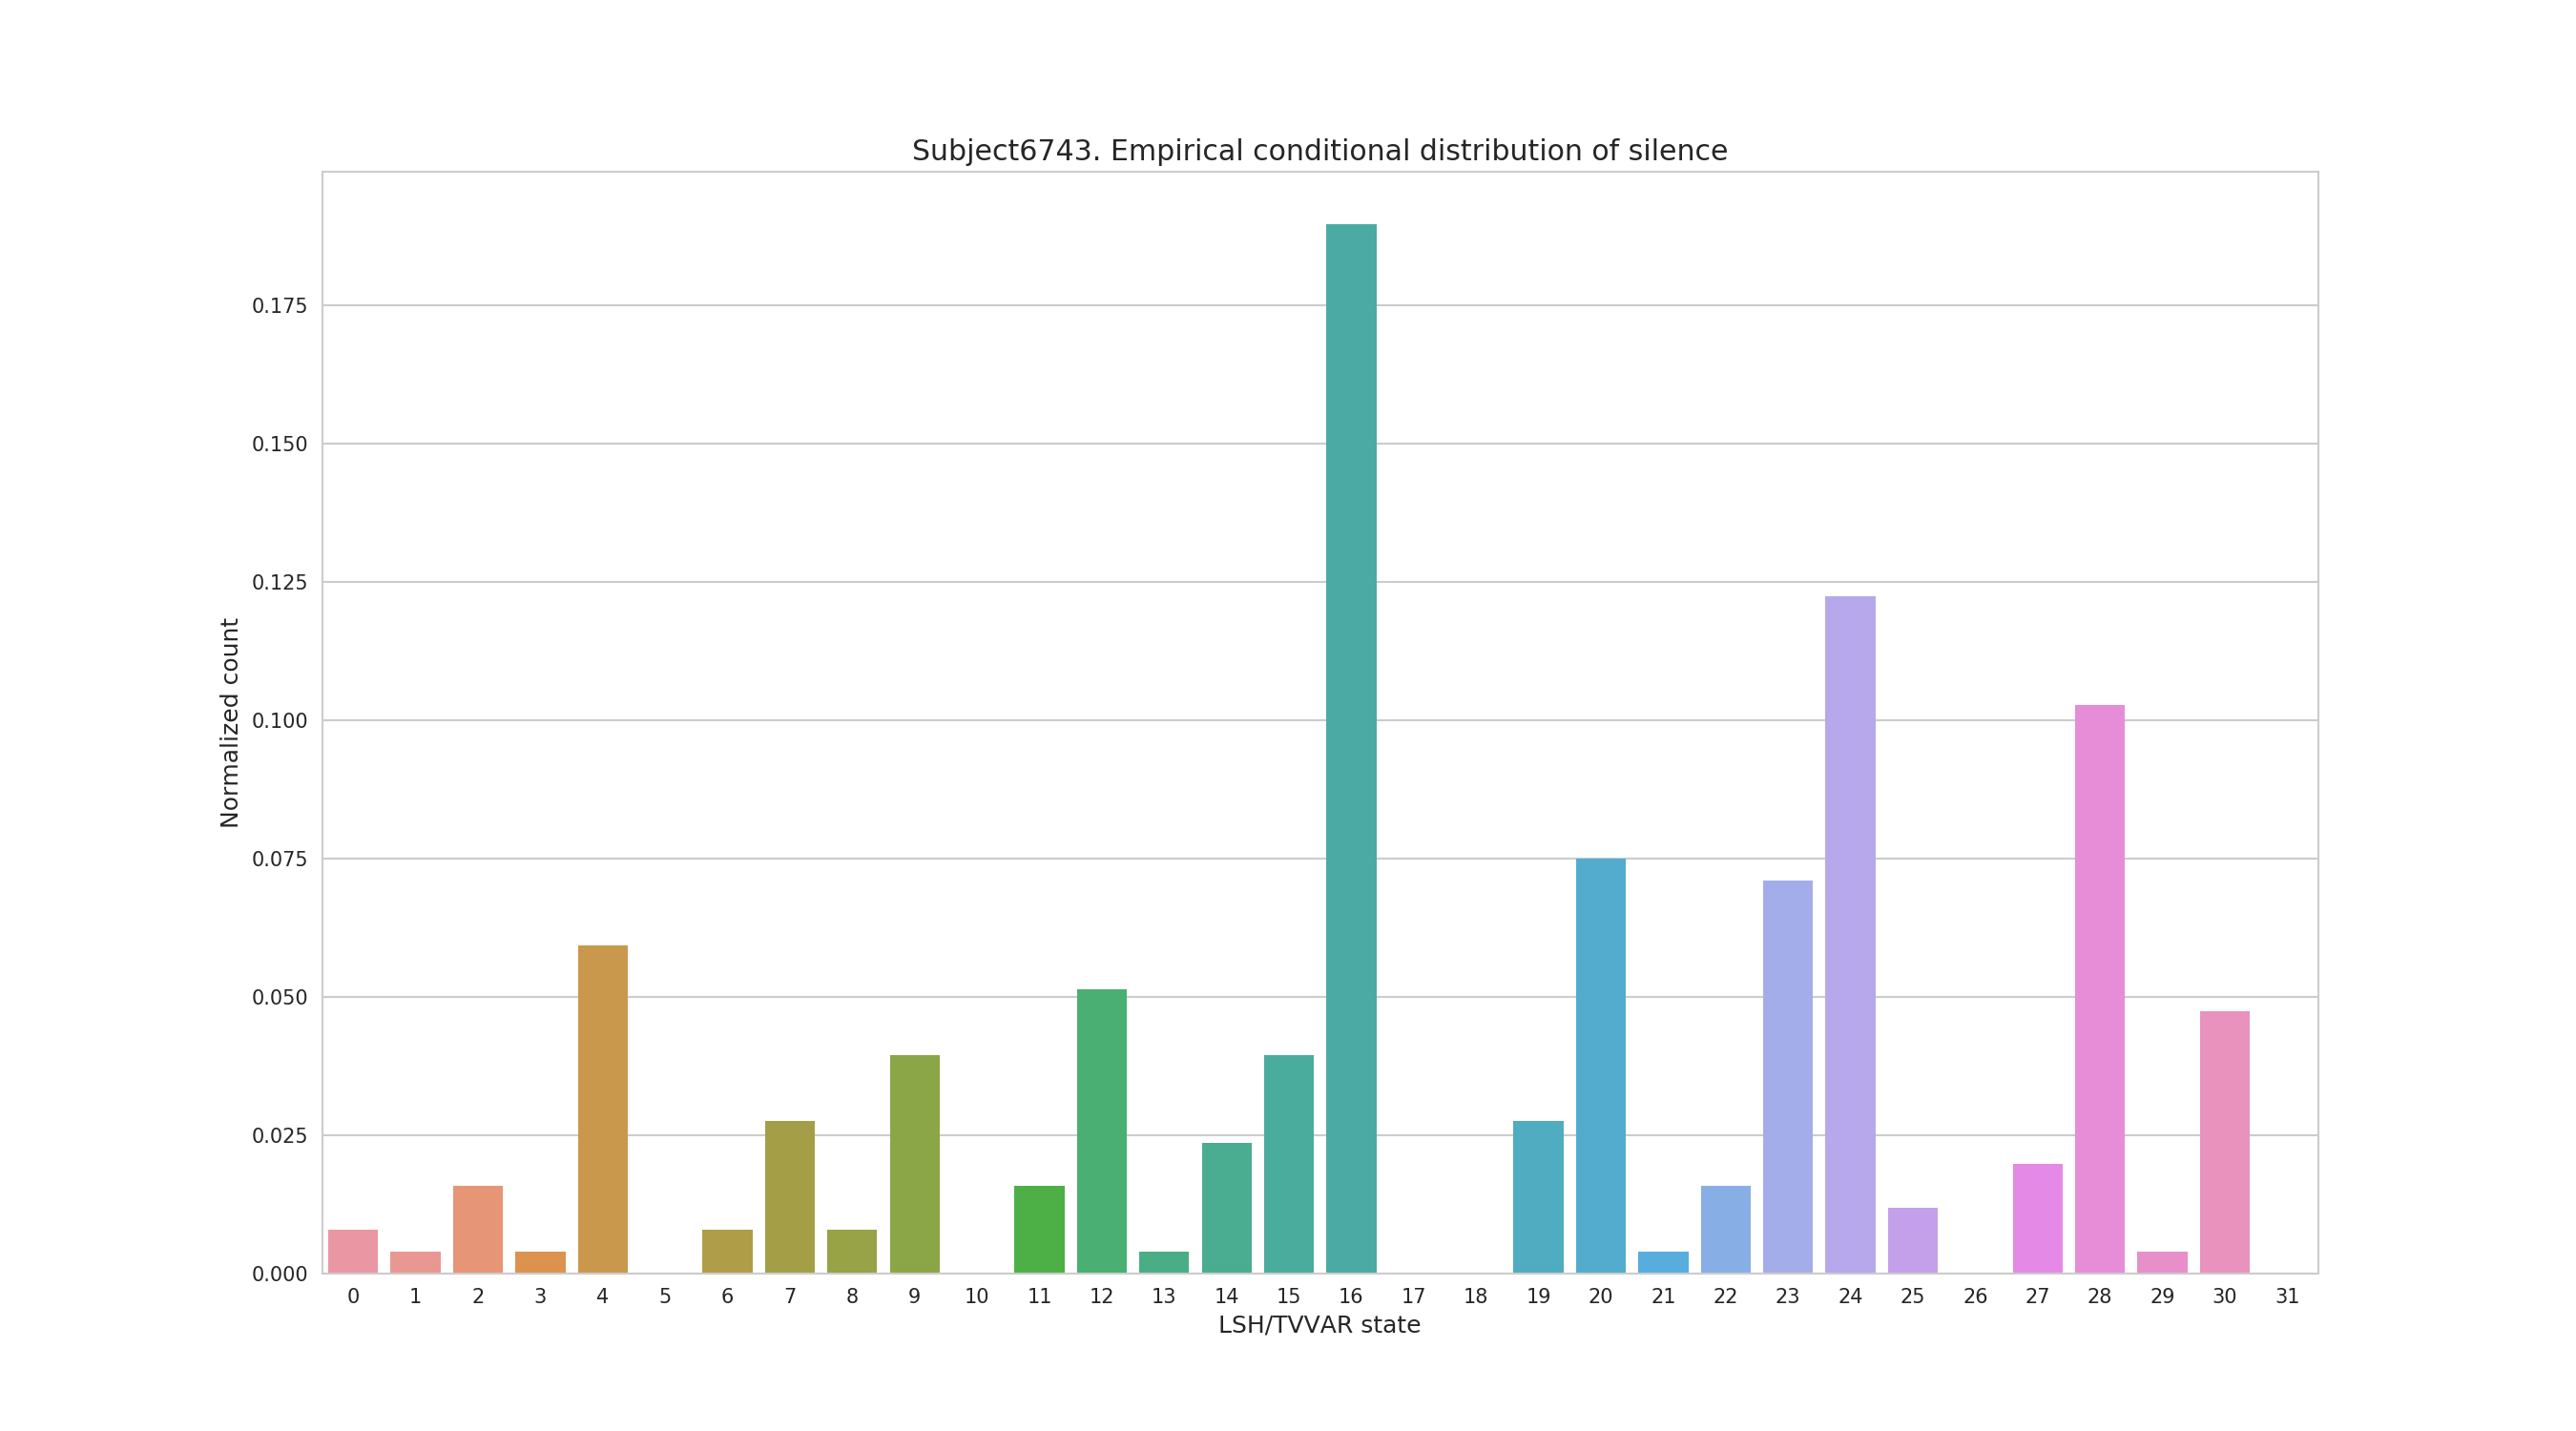 Subject6743. Empirical conditional distribution of silence
Normalized count
0.175
0.150
0.125
0.100
0.075
0.050
0.025
0.000
0 1 2 3 4 5 6 7 8 9 10 11 12 13 14 15 16 17 18 19 20 21 22 23 24 25 26 27 28 29 30 31
LSH/TVVAR state